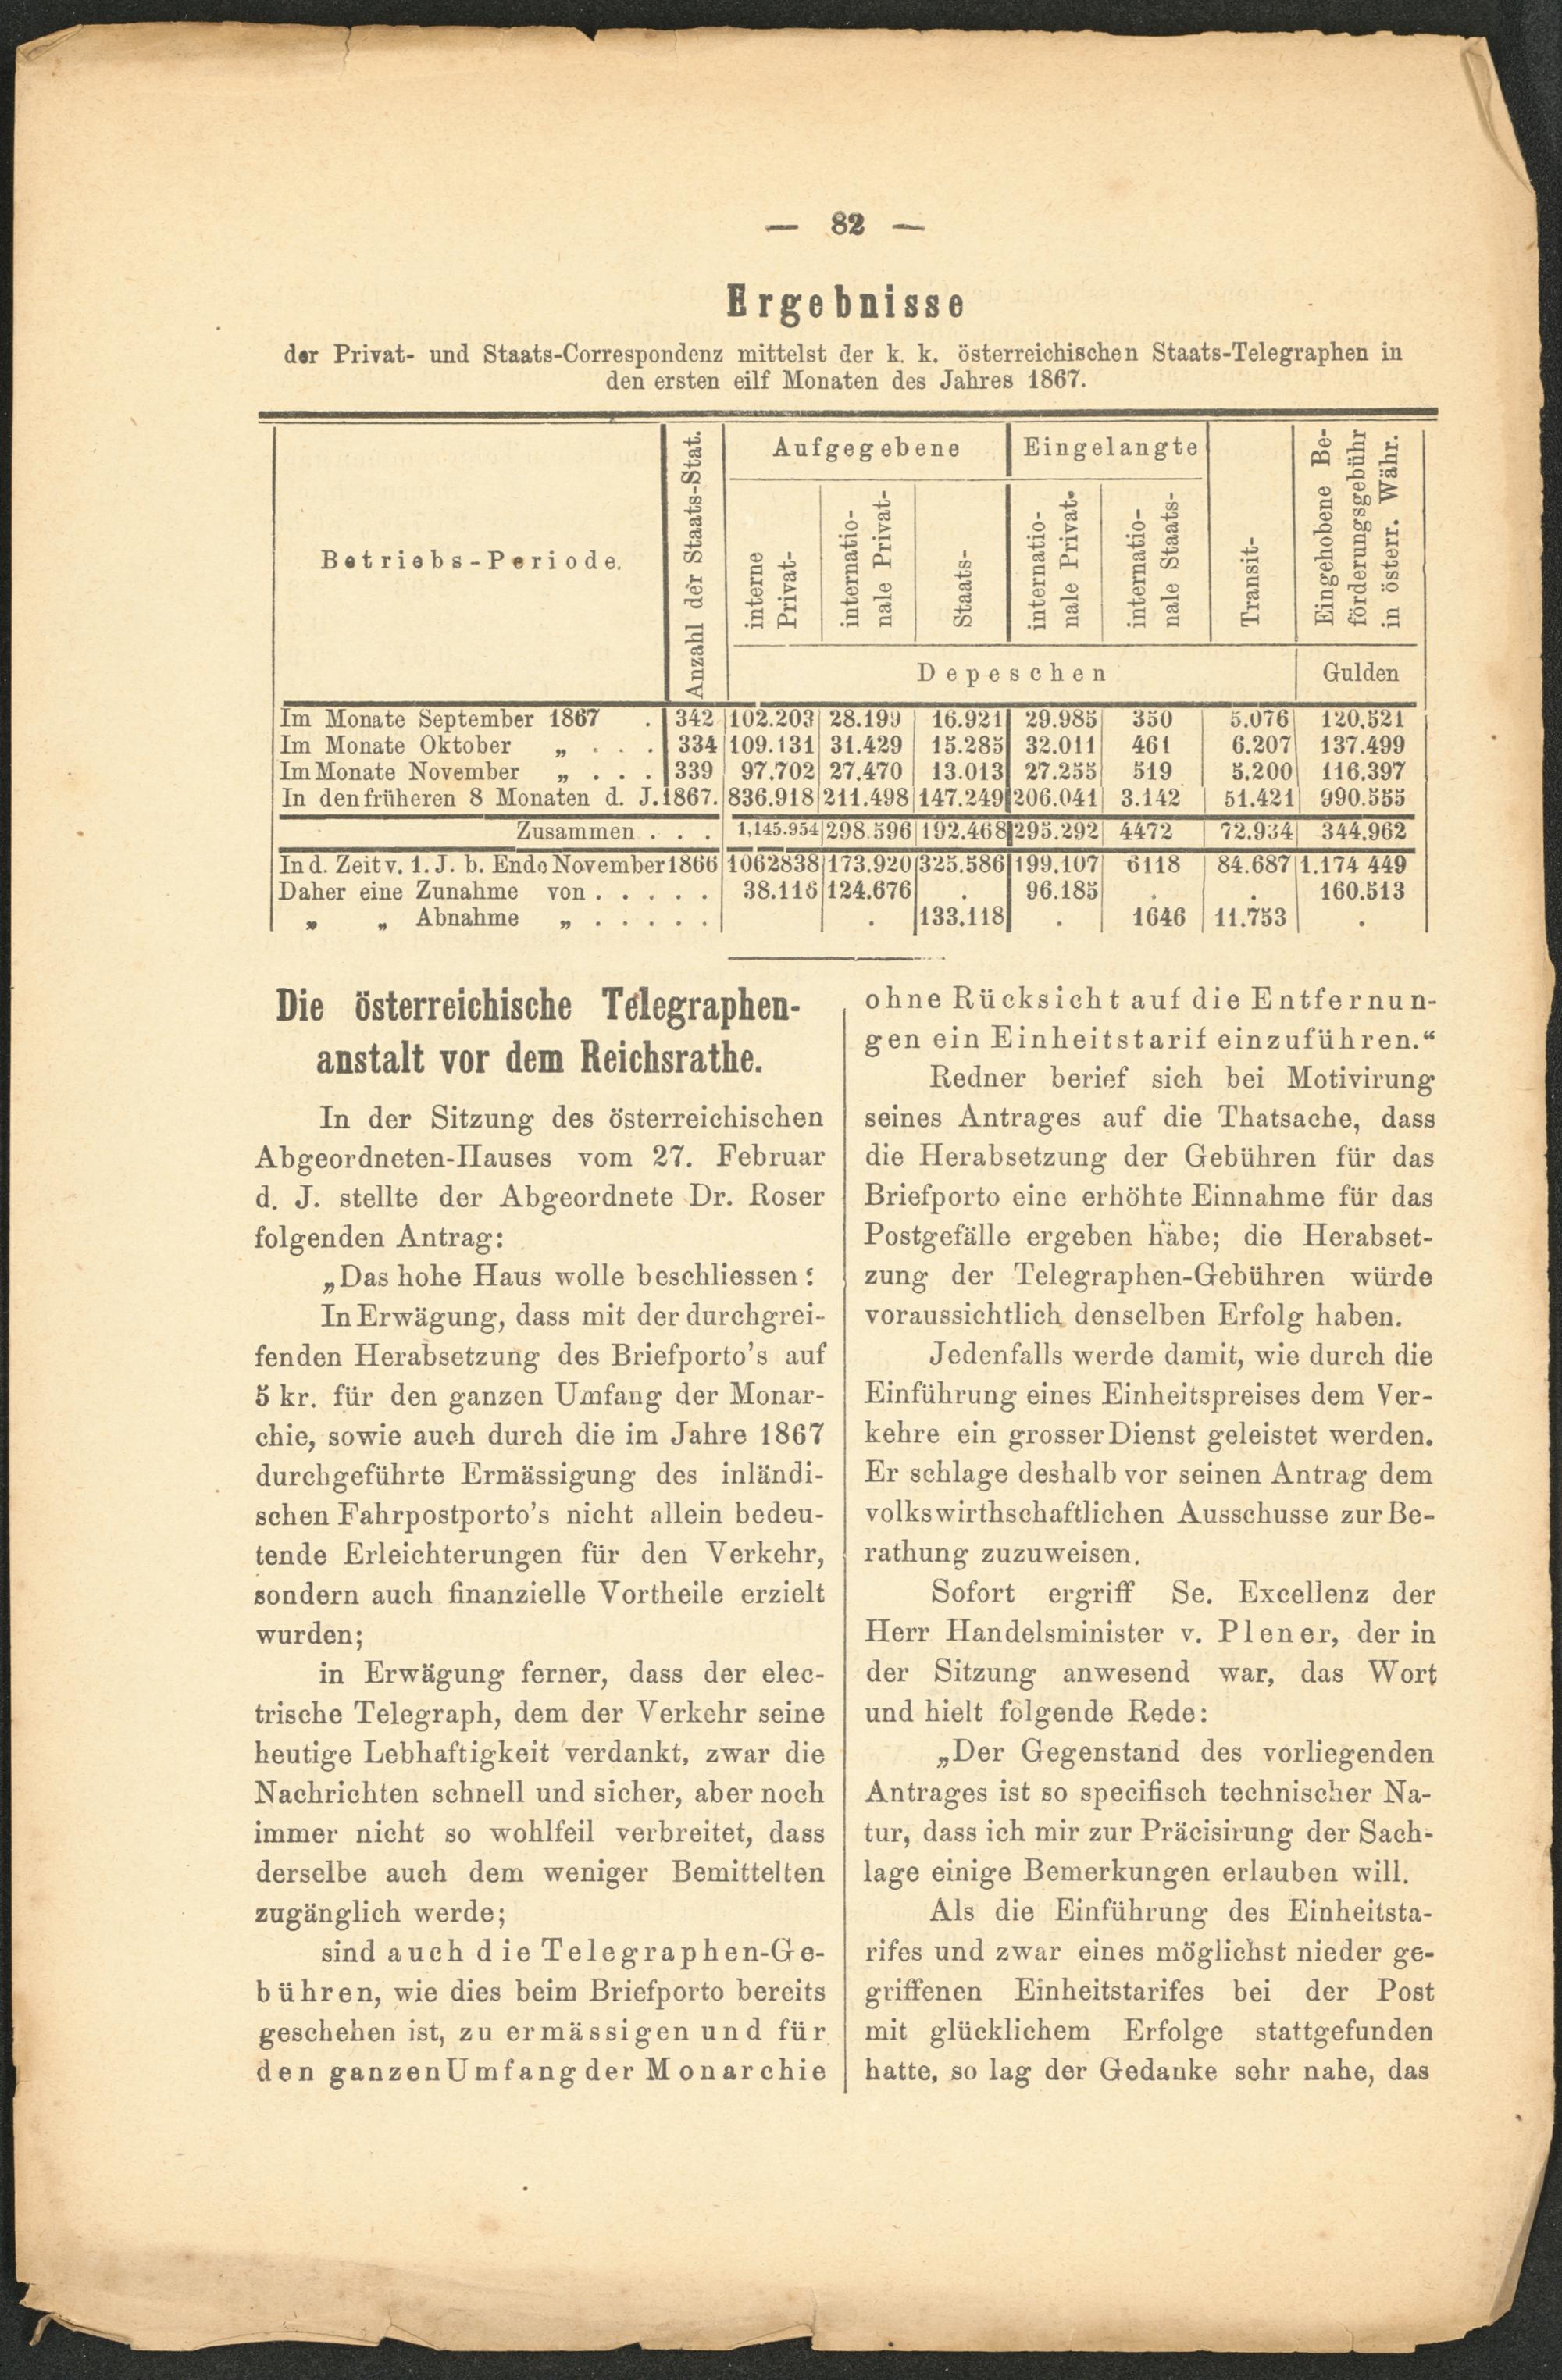 — 82 —
Ergebnisse
der Privat- und Staats-Correspondenz mittelst der k. k. österreichischen Staats-Telegraphen in
den ersten eilf Monaten des Jahres 1867.
Betriebs-Periode.
Anzahl der Staats-Stat.
Aufgegebene
Eingelangte
interne
Privat-
internatio-
nale Privat-
Staats-
internatio-
nale Privat-
internatio-
nale Staats-
Transit-
Eingehobene Be-
förderungsgebühr
in österr. Währ.
Depeschen
Gulden
Im Monate September 1867 . 342 102.203 28.199 16.921 29.985 350 5.076 120,521
Im Monate Oktober „ . . . 334 109.131 31.429 15.285 32.011 461 6.207 137.499
Im Monate November „ . . . 339 97.702 27.470 13.013 27.255 519 5.200 116.397
In den früheren 8 Monaten d. J. 1867. 836.918 211.498 147.249 206.041 3.142 51.421 990.555
Zusammen . . . 1,145.954 298.596 192.468 295.292 4472 72.934 344.962
In d. Zeit v. 1. J. b. Ende November 1866 1062838 173.920 325.586 199.107 6118 84.687 1.174 449
Daher eine Zunahme von . . . . . 38.116 124.676 . 96.185 . . 160.513
„ „ Abnahme „ . . . . . . 133.118 . 1646 11.753 .
Die österreichische Telegraphen-
anstalt vor dem Reichsrathe.
In der Sitzung des österreichischen
Abgeordneten-Hauses vom 27. Februar
d. J. stellte der Abgeordnete Dr. Roser
folgenden Antrag:
„Das hohe Haus wolle beschliessen:
In Erwägung, dass mit der durchgrei-
fenden Herabsetzung des Briefporto's auf
5 kr. für den ganzen Umfang der Monar-
chie, sowie auch durch die im Jahre 1867
durchgeführte Ermässigung des inländi-
schen Fahrpostporto's nicht allein bedeu-
tende Erleichterungen für den Verkehr,
sondern auch finanzielle Vortheile erzielt
wurden;
in Erwägung ferner, dass der elec-
trische Telegraph, dem der Verkehr seine
heutige Lebhaftigkeit verdankt, zwar die
Nachrichten schnell und sicher, aber noch
immer nicht so wohlfeil verbreitet, dass
derselbe auch dem weniger Bemittelten
zugänglich werde;
sind auch die Telegraphen-Ge-
bühren, wie dies beim Briefporto bereits
geschehen ist, zu ermässigen und für
den ganzen Umfang der Monarchie
ohne Rücksicht auf die Entfernun-
gen ein Einheitstarif einzuführen.“
Redner berief sich bei Motivirung
seines Antrages auf die Thatsache, dass
die Herabsetzung der Gebühren für das
Briefporto eine erhöhte Einnahme für das
Postgefälle ergeben habe; die Herabset-
zung der Telegraphen-Gebühren würde
voraussichtlich denselben Erfolg haben.
Jedenfalls werde damit, wie durch die
Einführung eines Einheitspreises dem Ver-
kehre ein grosser Dienst geleistet werden.
Er schlage deshalb vor seinen Antrag dem
volkswirthschaftlichen Ausschusse zur Be-
rathung zuzuweisen.
Sofort ergriff Se. Excellenz der
Herr Handelsminister v. Plener, der in
der Sitzung anwesend war, das Wort
und hielt folgende Rede:
„Der Gegenstand des vorliegenden
Antrages ist so specifisch technischer Na-
tur, dass ich mir zur Präcisirung der Sach-
lage einige Bemerkungen erlauben will.
Als die Einführung des Einheitsta-
rifes und zwar eines möglichst nieder ge-
griffenen Einheitstarifes bei der Post
mit glücklichem Erfolge stattgefunden
hatte, so lag der Gedanke sehr nahe, das